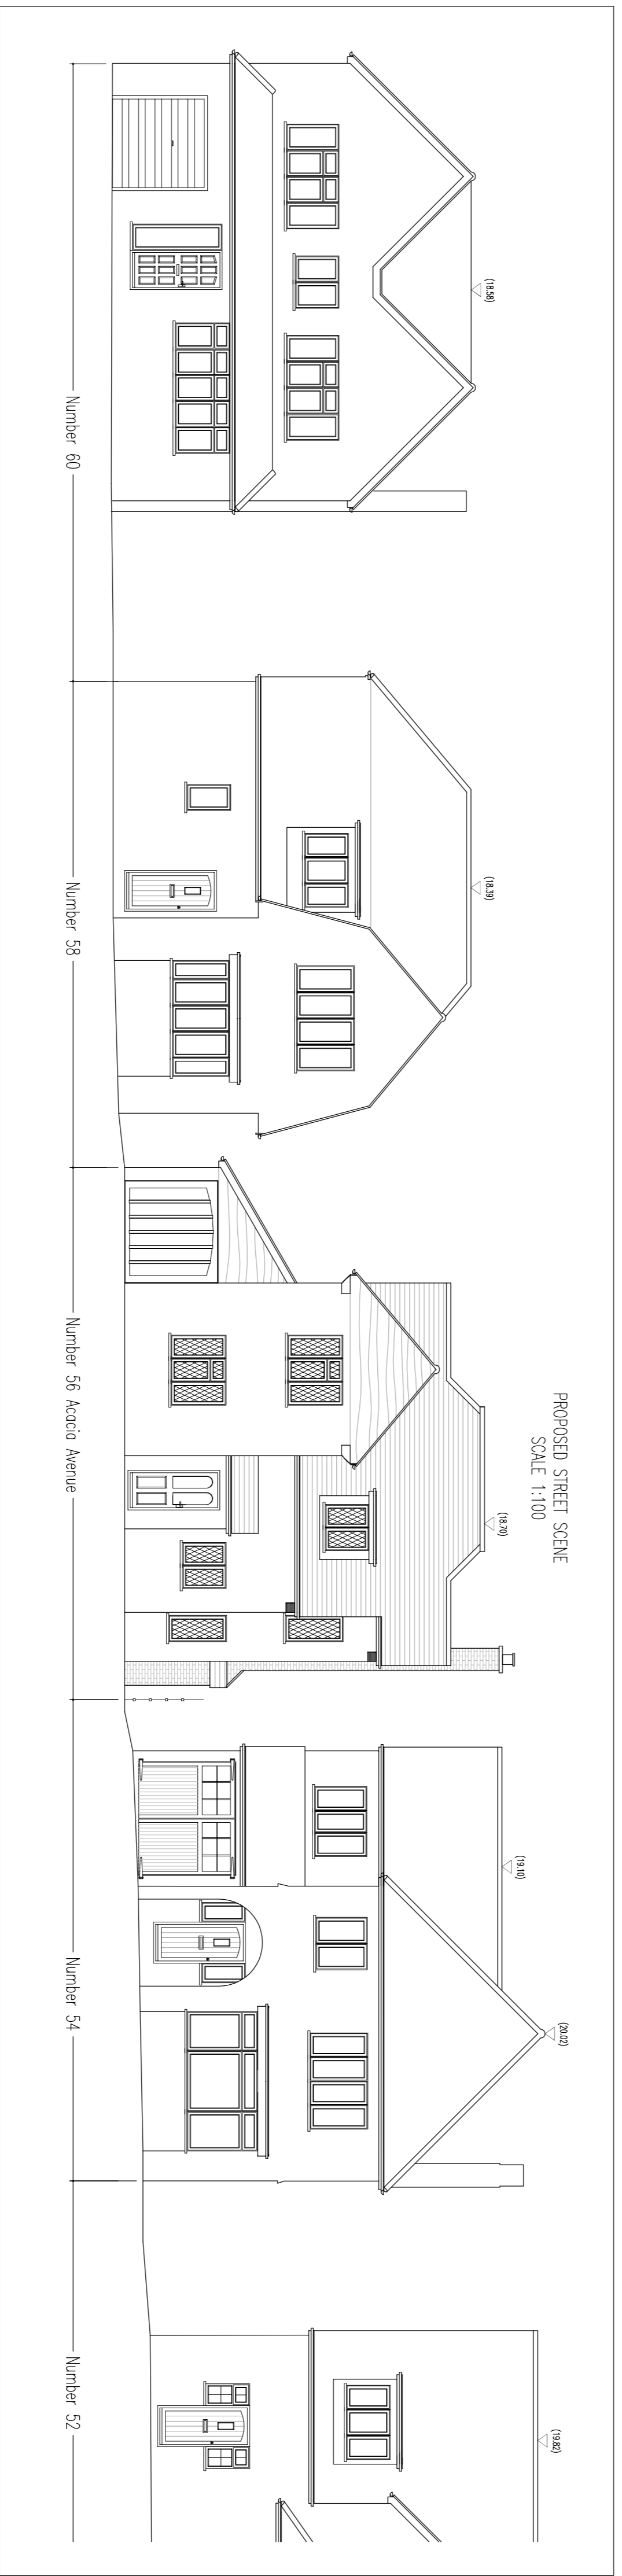 PROPOSED STREET SCENE
SCALE 1:100
(18.58)
(18.39)
(18.70)
(19.10)
(20.02)
(19.82)
Number 60
Number 58
Number 56 Acacia Avenue
Number 54
Number 52